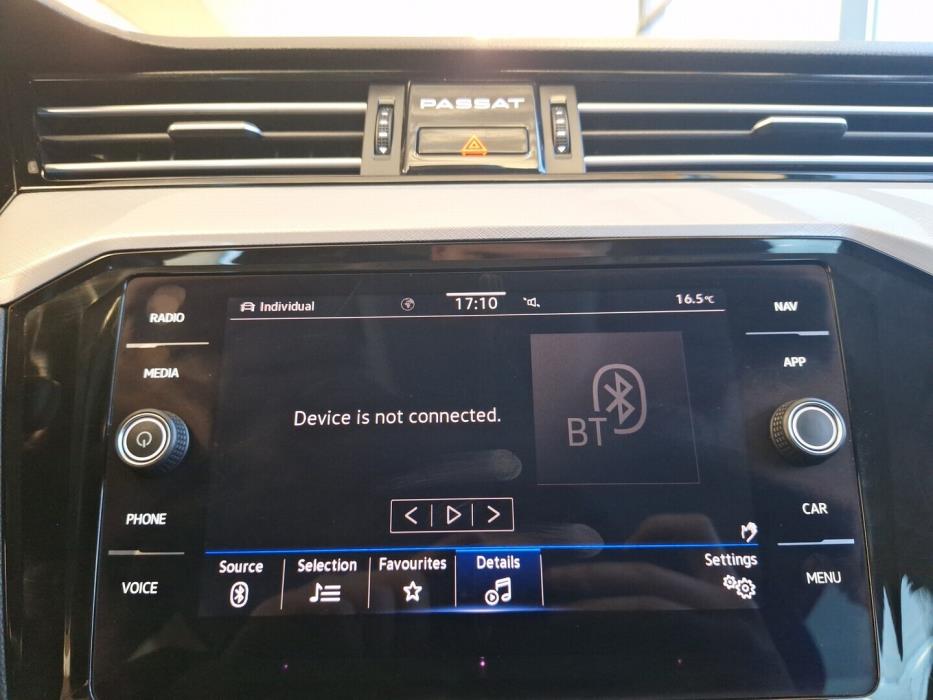 PASSAT
Individual 17:10 16.5°C
RADIO
MEDIA
PHONE
VOICE
NAV
APP
CAR
MENU
Device is not connected.
BT
Source Selection Favourites Details Settings